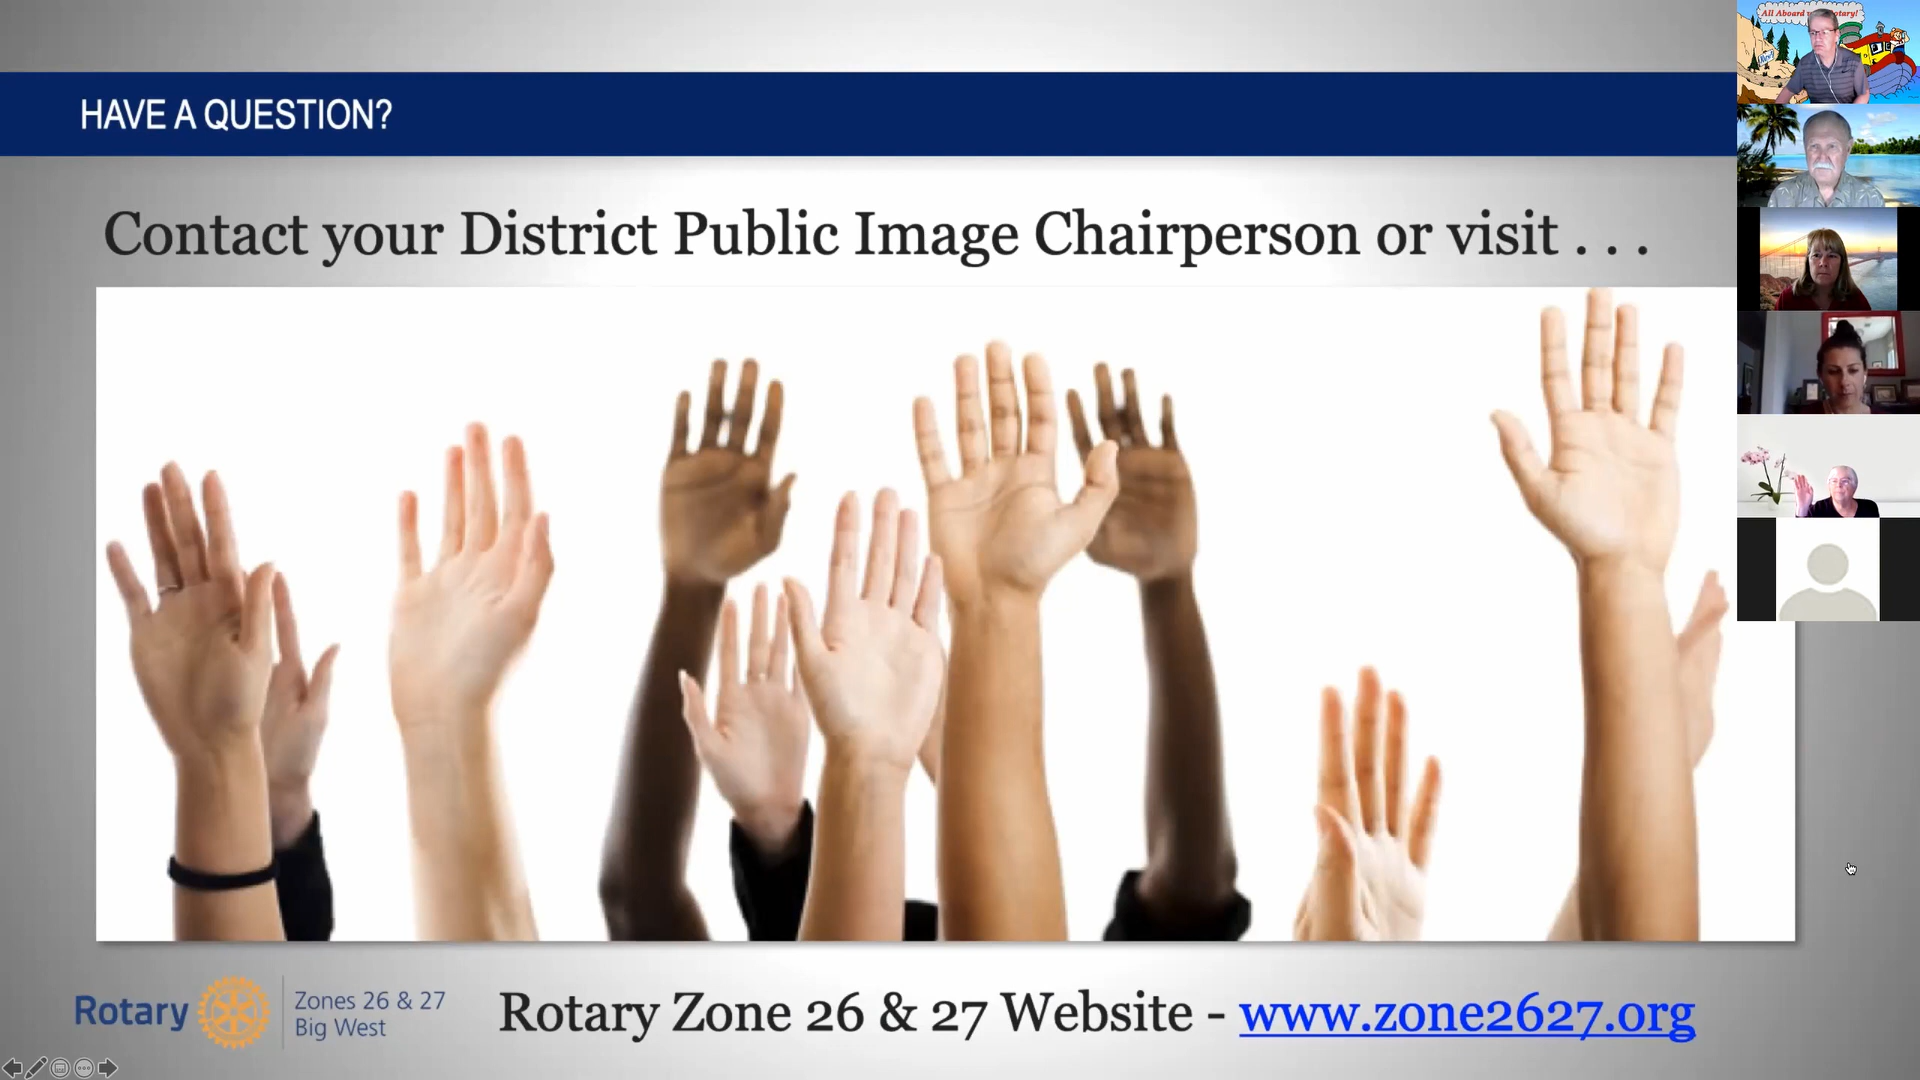 HAVE A QUESTION?
Contact your District Public Image Chairperson or visit . . .
Rotary
Zones 26 & 27
Big West
Rotary Zone 26 & 27 Website - www.zone2627.org